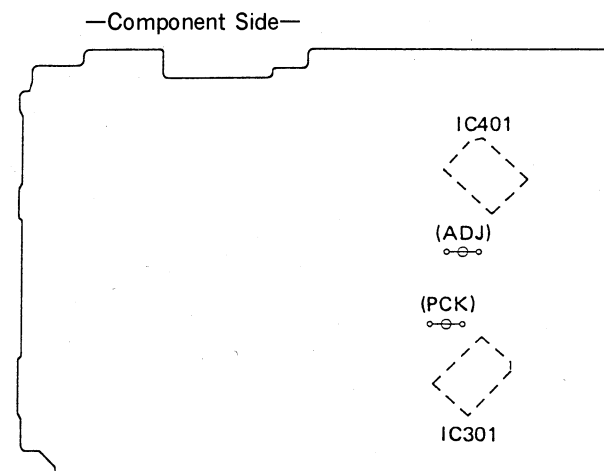 —Component Side—
IC401
(ADJ)
(PCK)
IC301